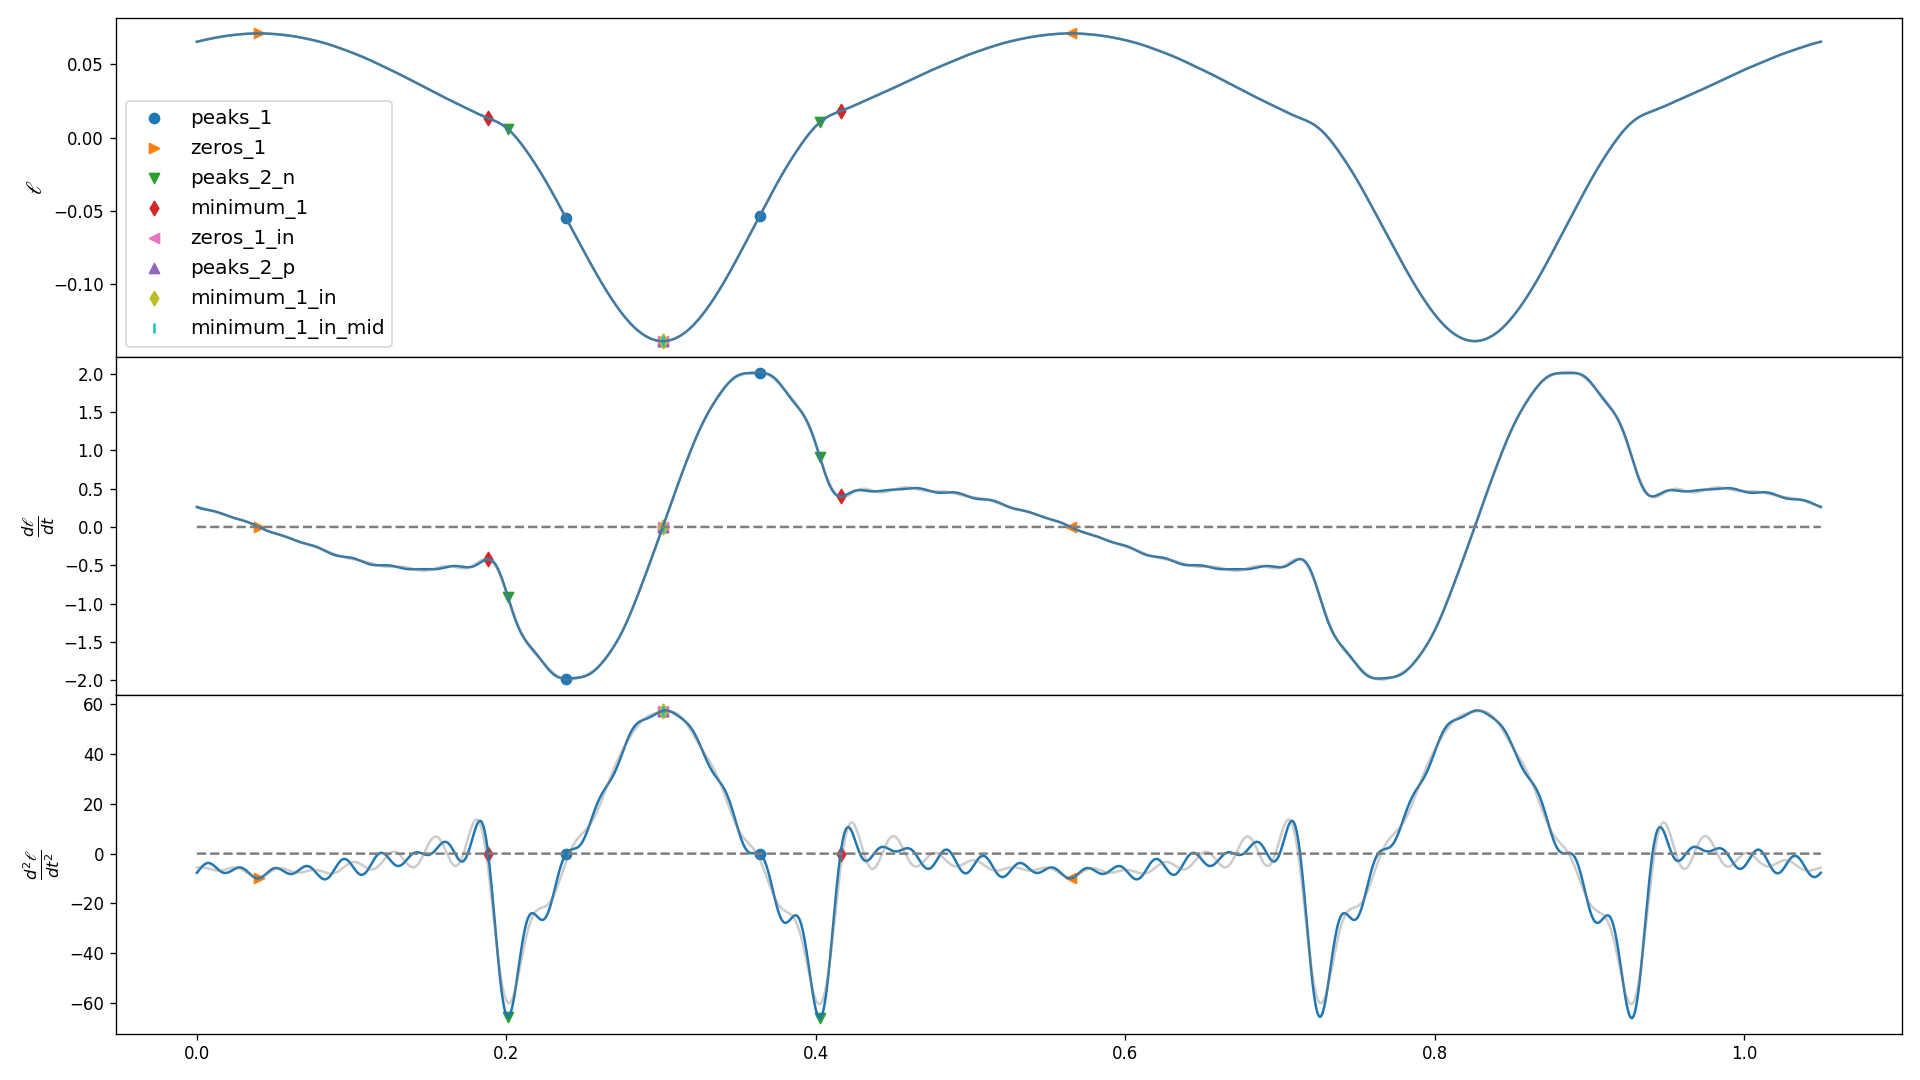 0.05
0.00
−0.05
−0.10
ℓ
peaks_1
zeros_1
peaks_2_n
minimum_1
zeros_1_in
peaks_2_p
minimum_1_in
minimum_1_in_mid
2.0
1.5
1.0
0.5
0.0
−0.5
−1.0
−1.5
−2.0
dℓ
dt
60
40
20
0
−20
−40
−60
d²ℓ
dt²
0.0 0.2 0.4 0.6 0.8 1.0